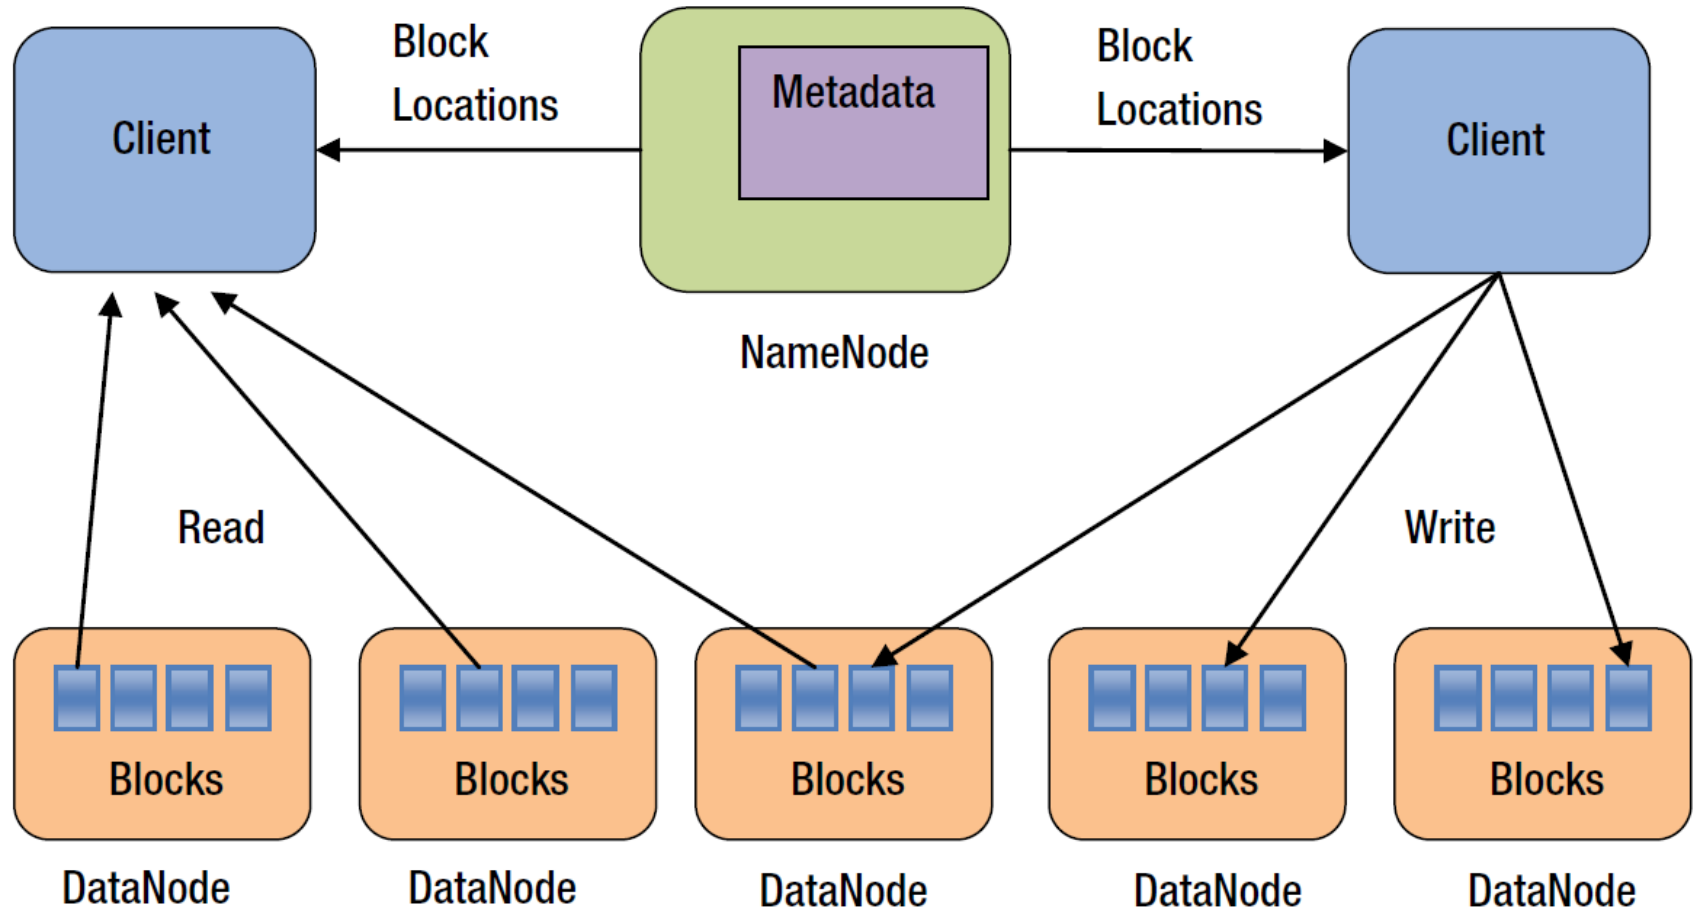 Block
Locations
Client
Metadata
Block
Locations
Client
NameNode
Read
Write
Blocks
Blocks
Blocks
Blocks
Blocks
DataNode
DataNode
DataNode
DataNode
DataNode